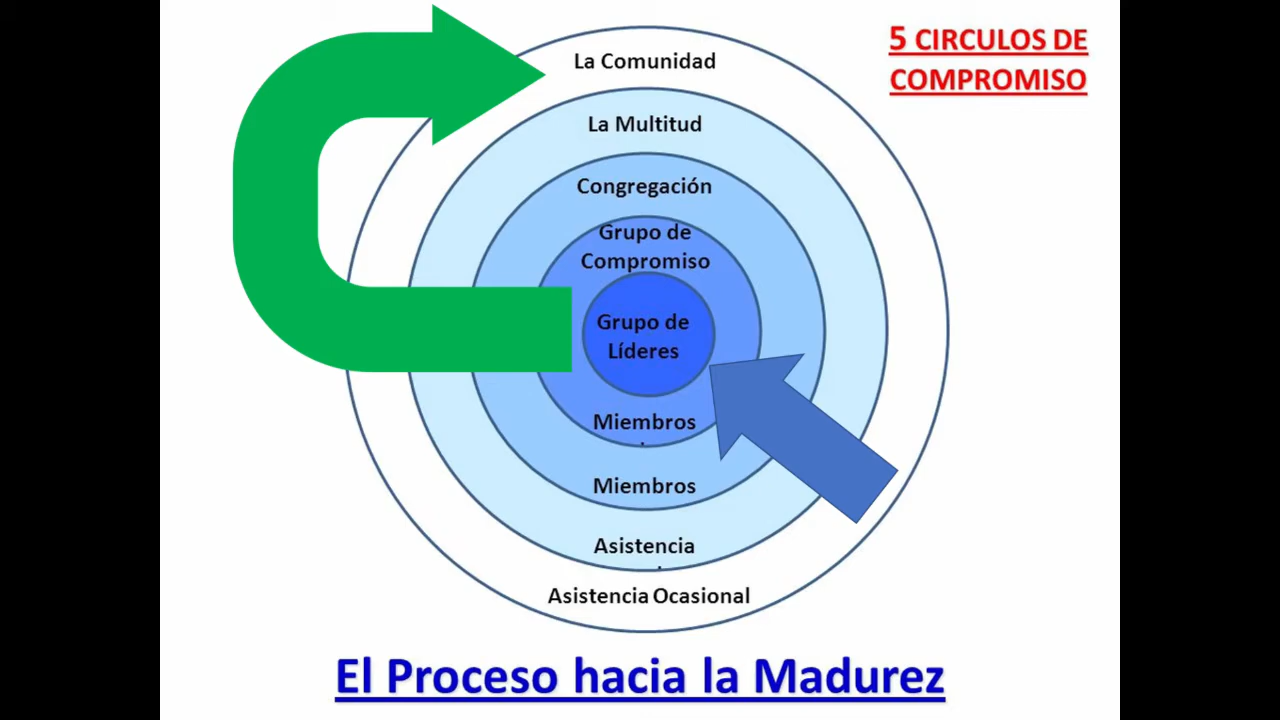 5 CIRCULOS DE
COMPROMISO
La Comunidad
La Multitud
Congregación
Grupo de
Compromiso
Grupo de
Líderes
Miembros
Miembros
Asistencia
Asistencia Ocasional
El Proceso hacia la Madurez